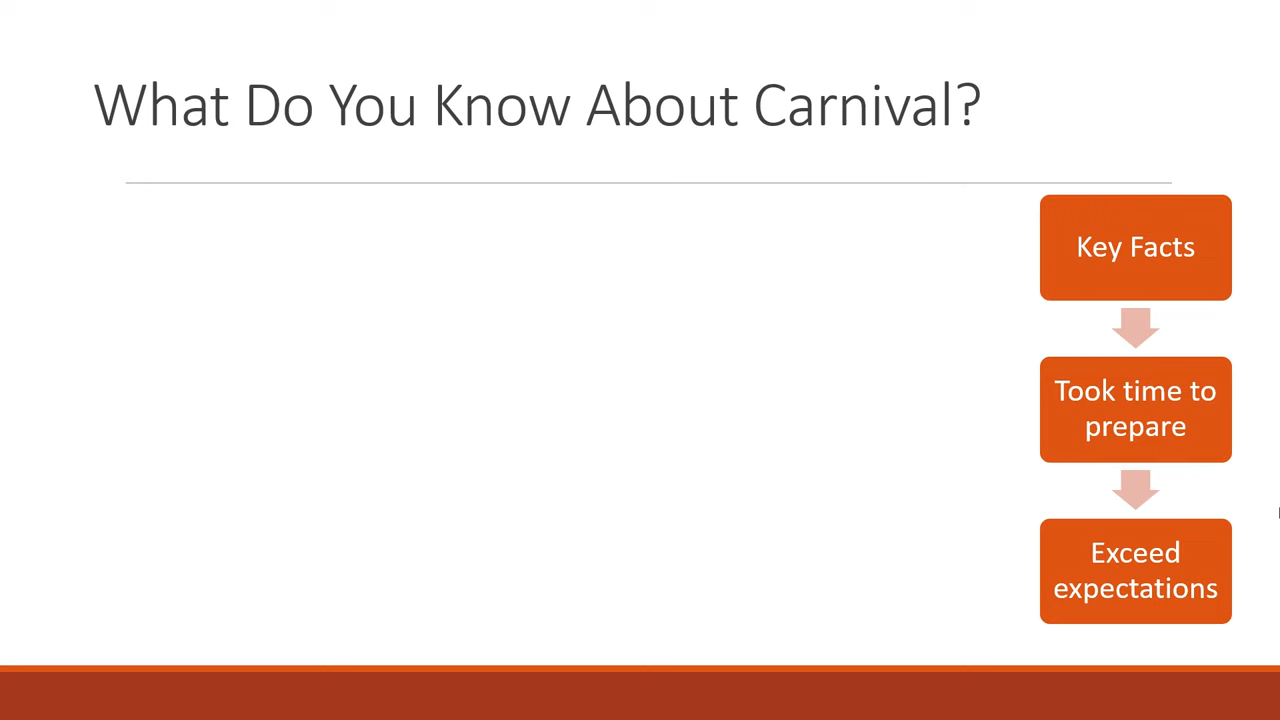 What Do You Know About Carnival?
Key Facts
Took time to
prepare
Exceed
expectations